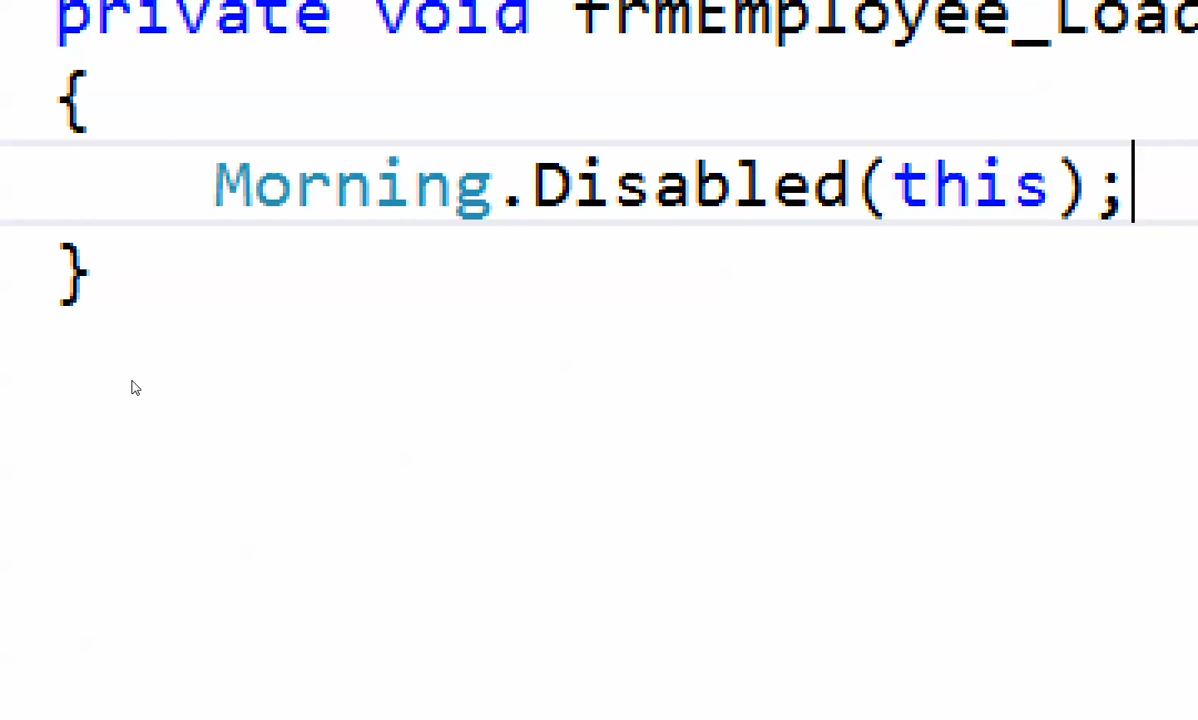 private void frmEmployee_Load
{
Morning.Disabled(this);
}